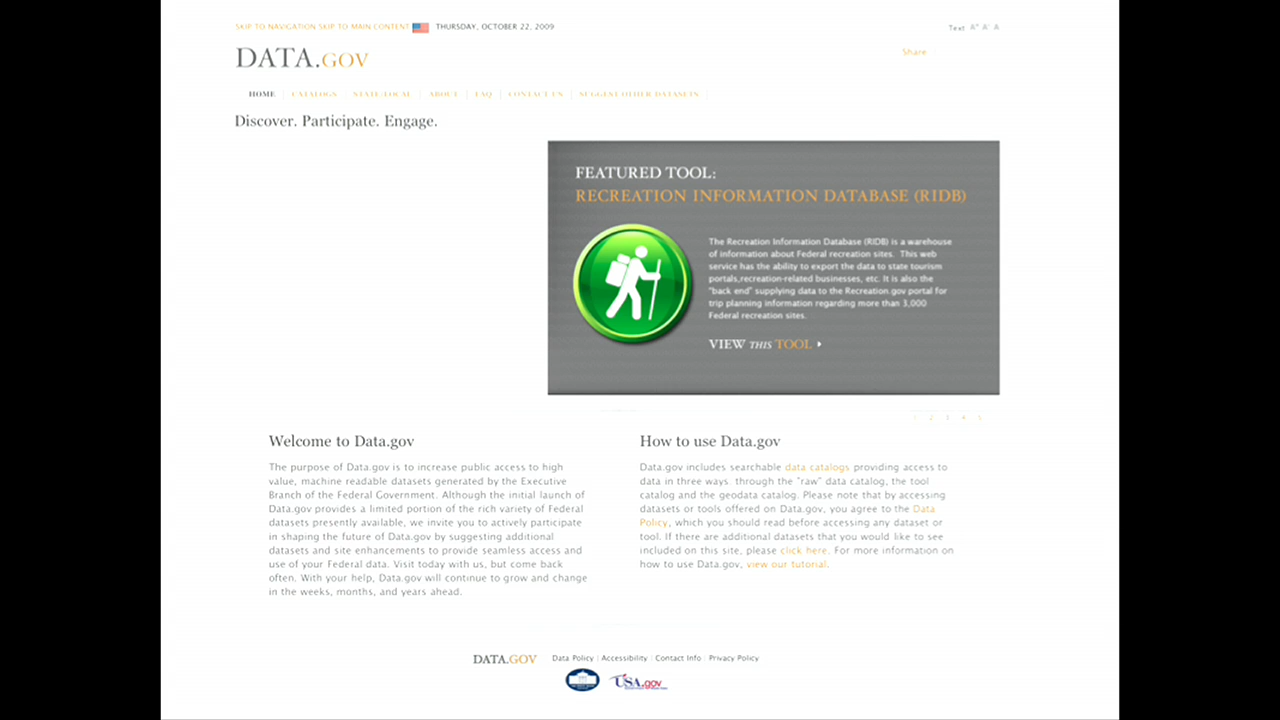 SKIP TO NAVIGATION SKIP TO MAIN CONTENT THURSDAY, OCTOBER 22, 2009
Text A+ A- A
DATA.GOV
Share
HOME CATALOGS STATE/LOCAL ABOUT FAQ CONTACT US SUGGEST OTHER DATASETS
Discover. Participate. Engage.
FEATURED TOOL:
RECREATION INFORMATION DATABASE (RIDB)
The Recreation Information Database (RIDB) is a warehouse
of information about Federal recreation sites. This web
service has the ability to export the data to state tourism
portals,recreation-related businesses, etc. It is also the
"back end" supplying data to the Recreation.gov portal for
trip planning information regarding more than 3,000
Federal recreation sites.
VIEW THIS TOOL
1 2 3 4 5
Welcome to Data.gov
The purpose of Data.gov is to increase public access to high
value, machine readable datasets generated by the Executive
Branch of the Federal Government. Although the initial launch of
Data.gov provides a limited portion of the rich variety of Federal
datasets presently available, we invite you to actively participate
in shaping the future of Data.gov by suggesting additional
datasets and site enhancements to provide seamless access and
use of your Federal data. Visit today with us, but come back
often. With your help, Data.gov will continue to grow and change
in the weeks, months, and years ahead.
How to use Data.gov
Data.gov includes searchable data catalogs providing access to
data in three ways. through the "raw" data catalog, the tool
catalog and the geodata catalog. Please note that by accessing
datasets or tools offered on Data.gov, you agree to the Data
Policy, which you should read before accessing any dataset or
tool. If there are additional datasets that you would like to see
included on this site, please click here. For more information on
how to use Data.gov, view our tutorial.
DATA.GOV Data Policy | Accessibility | Contact Info | Privacy Policy
USA.gov